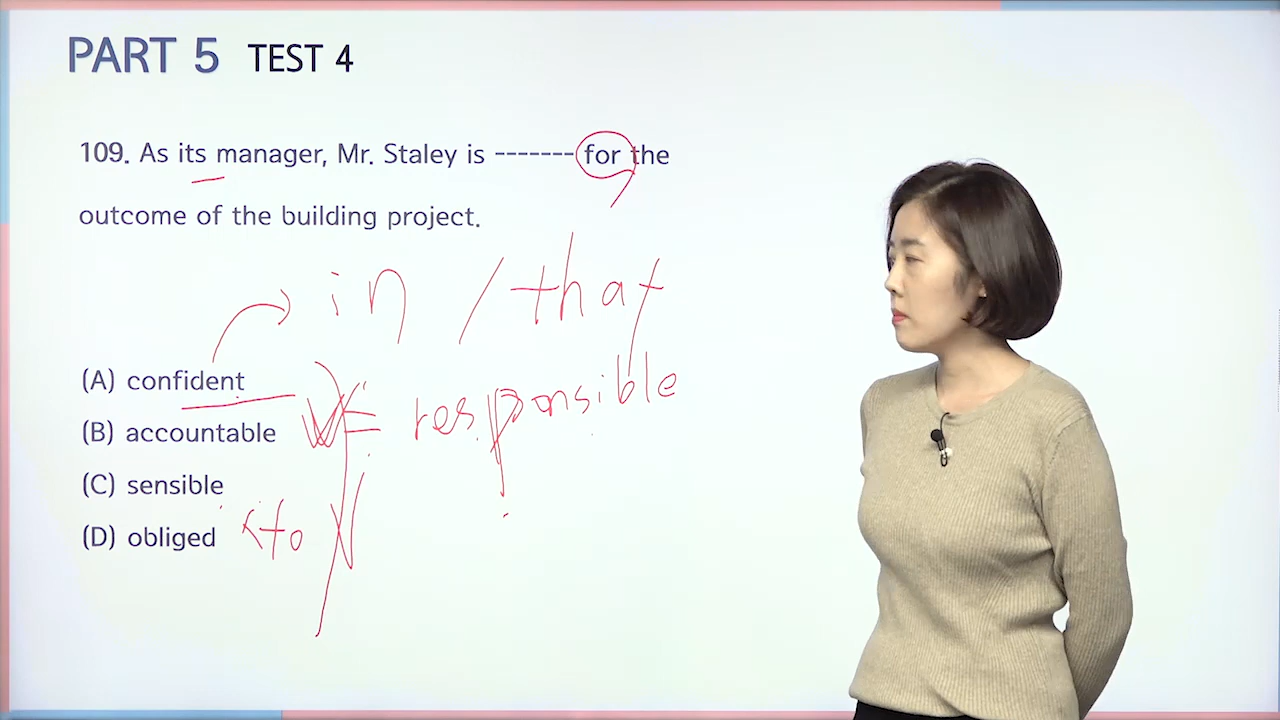 PART 5 TEST 4
109. As its manager, Mr. Staley is ------- for the
outcome of the building project.
in / that
(A) confident
(B) accountable = responsible
(C) sensible
(D) obliged <to V